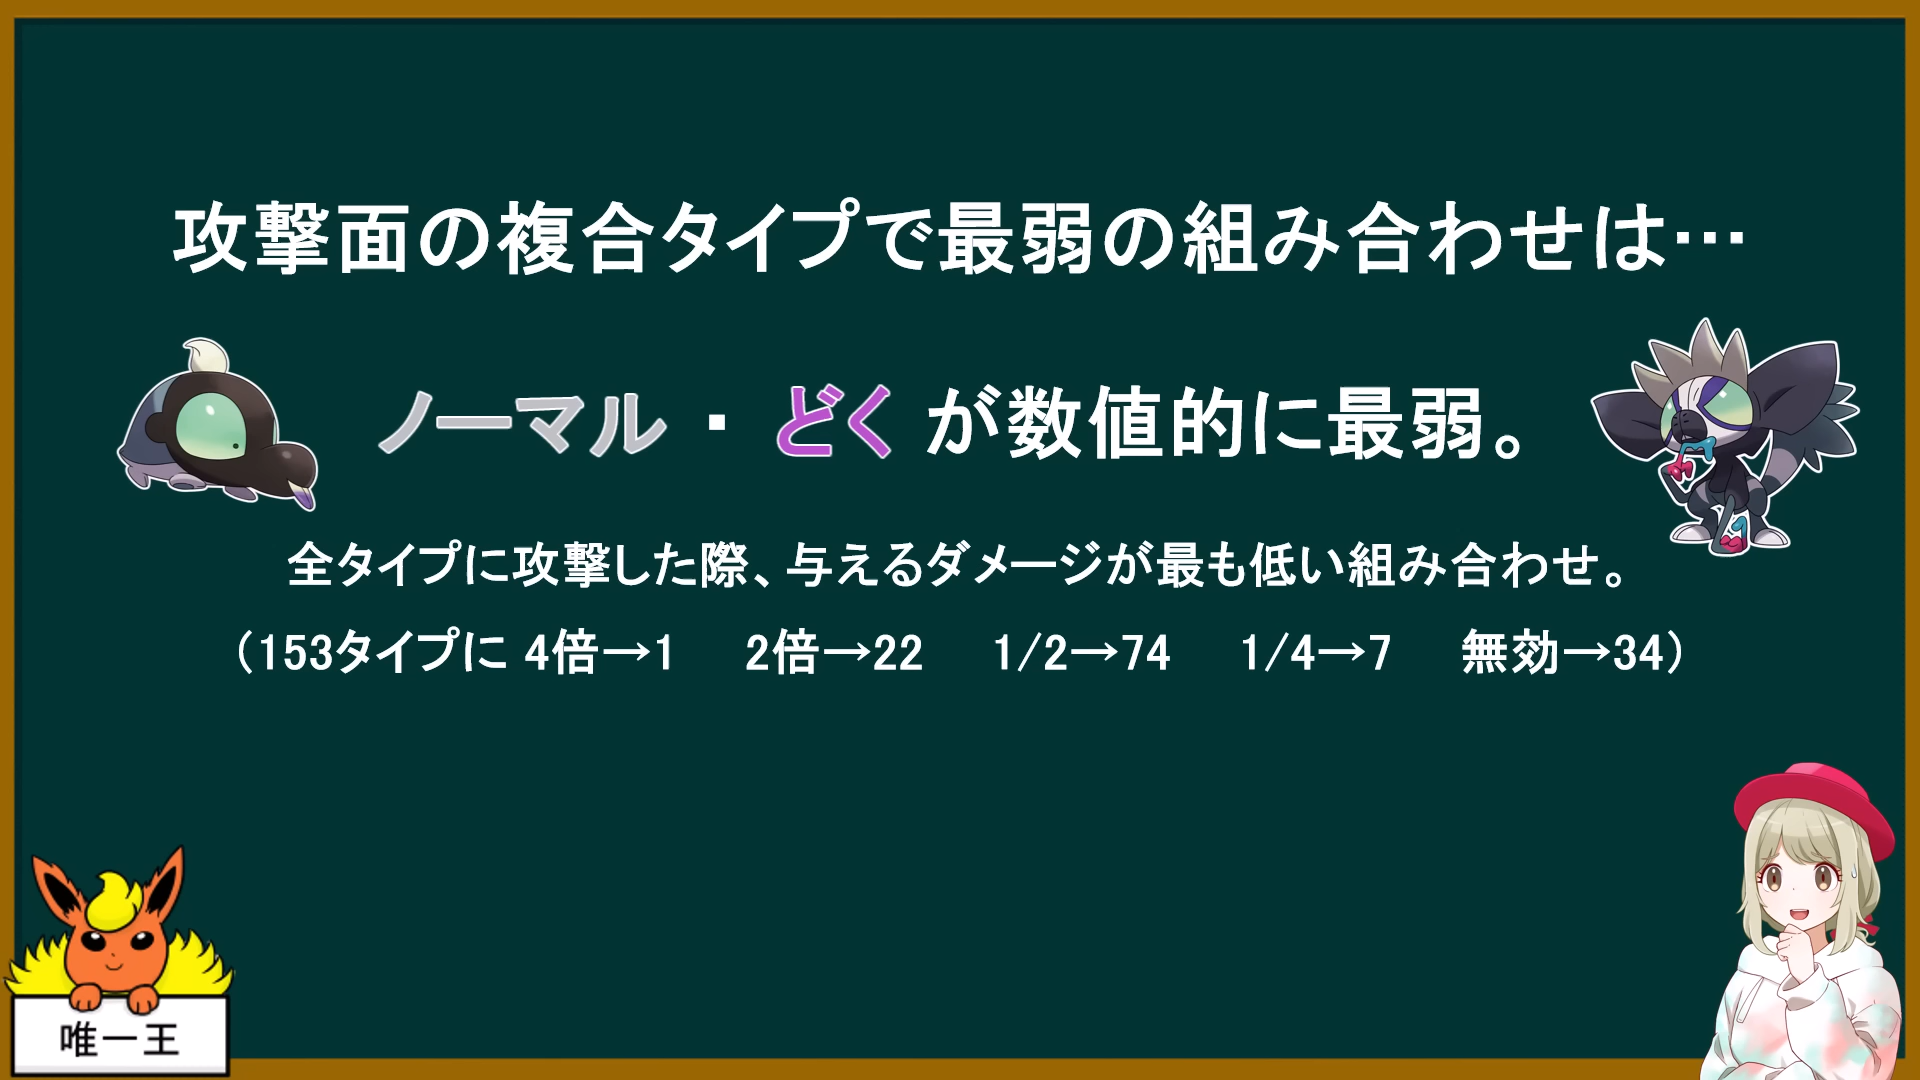 攻撃面の複合タイプで最弱の組み合わせは…
ノーマル ・ どく が数値的に最弱。
全タイプに攻撃した際、与えるダメージが最も低い組み合わせ。
（153タイプに 4倍→1 2倍→22 1/2→74 1/4→7 無効→34）
唯一王